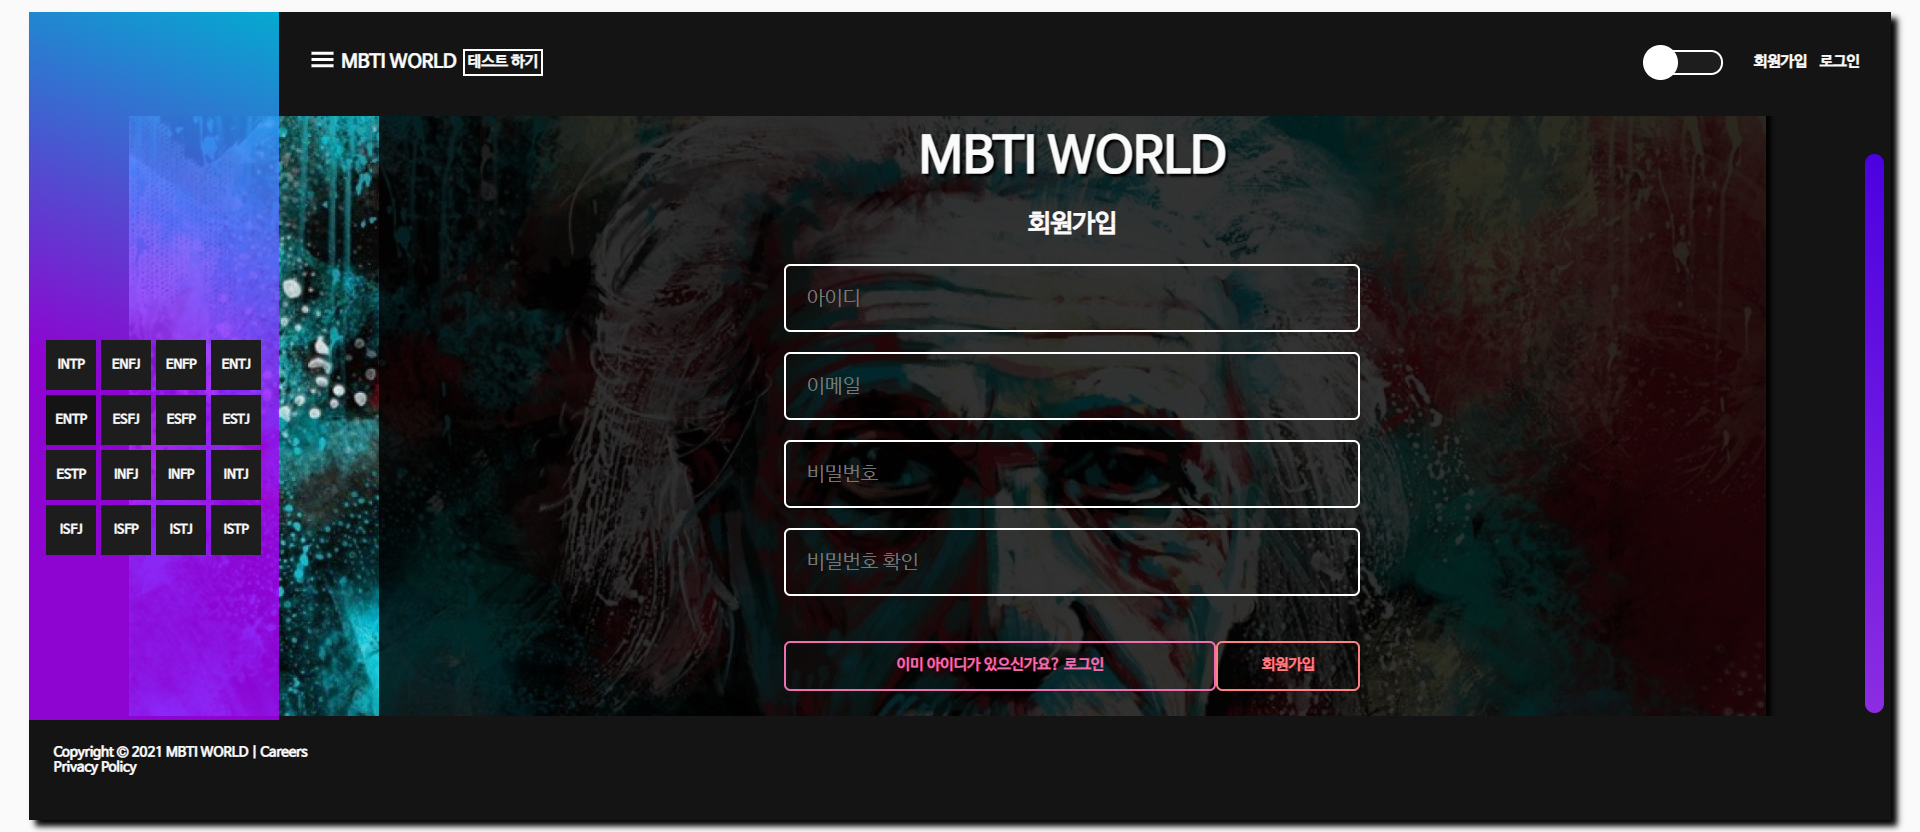 MBTI WORLD 테스트 하기
회원가입 로그인
MBTI WORLD
회원가입
아이디
이메일
비밀번호
비밀번호 확인
이미 아이디가 있으신가요? 로그인
회원가입
INTP ENFJ ENFP ENTJ
ENTP ESFJ ESFP ESTJ
ESTP INFJ INFP INTJ
ISFJ ISFP ISTJ ISTP
Copyright © 2021 MBTI WORLD | Careers
Privacy Policy